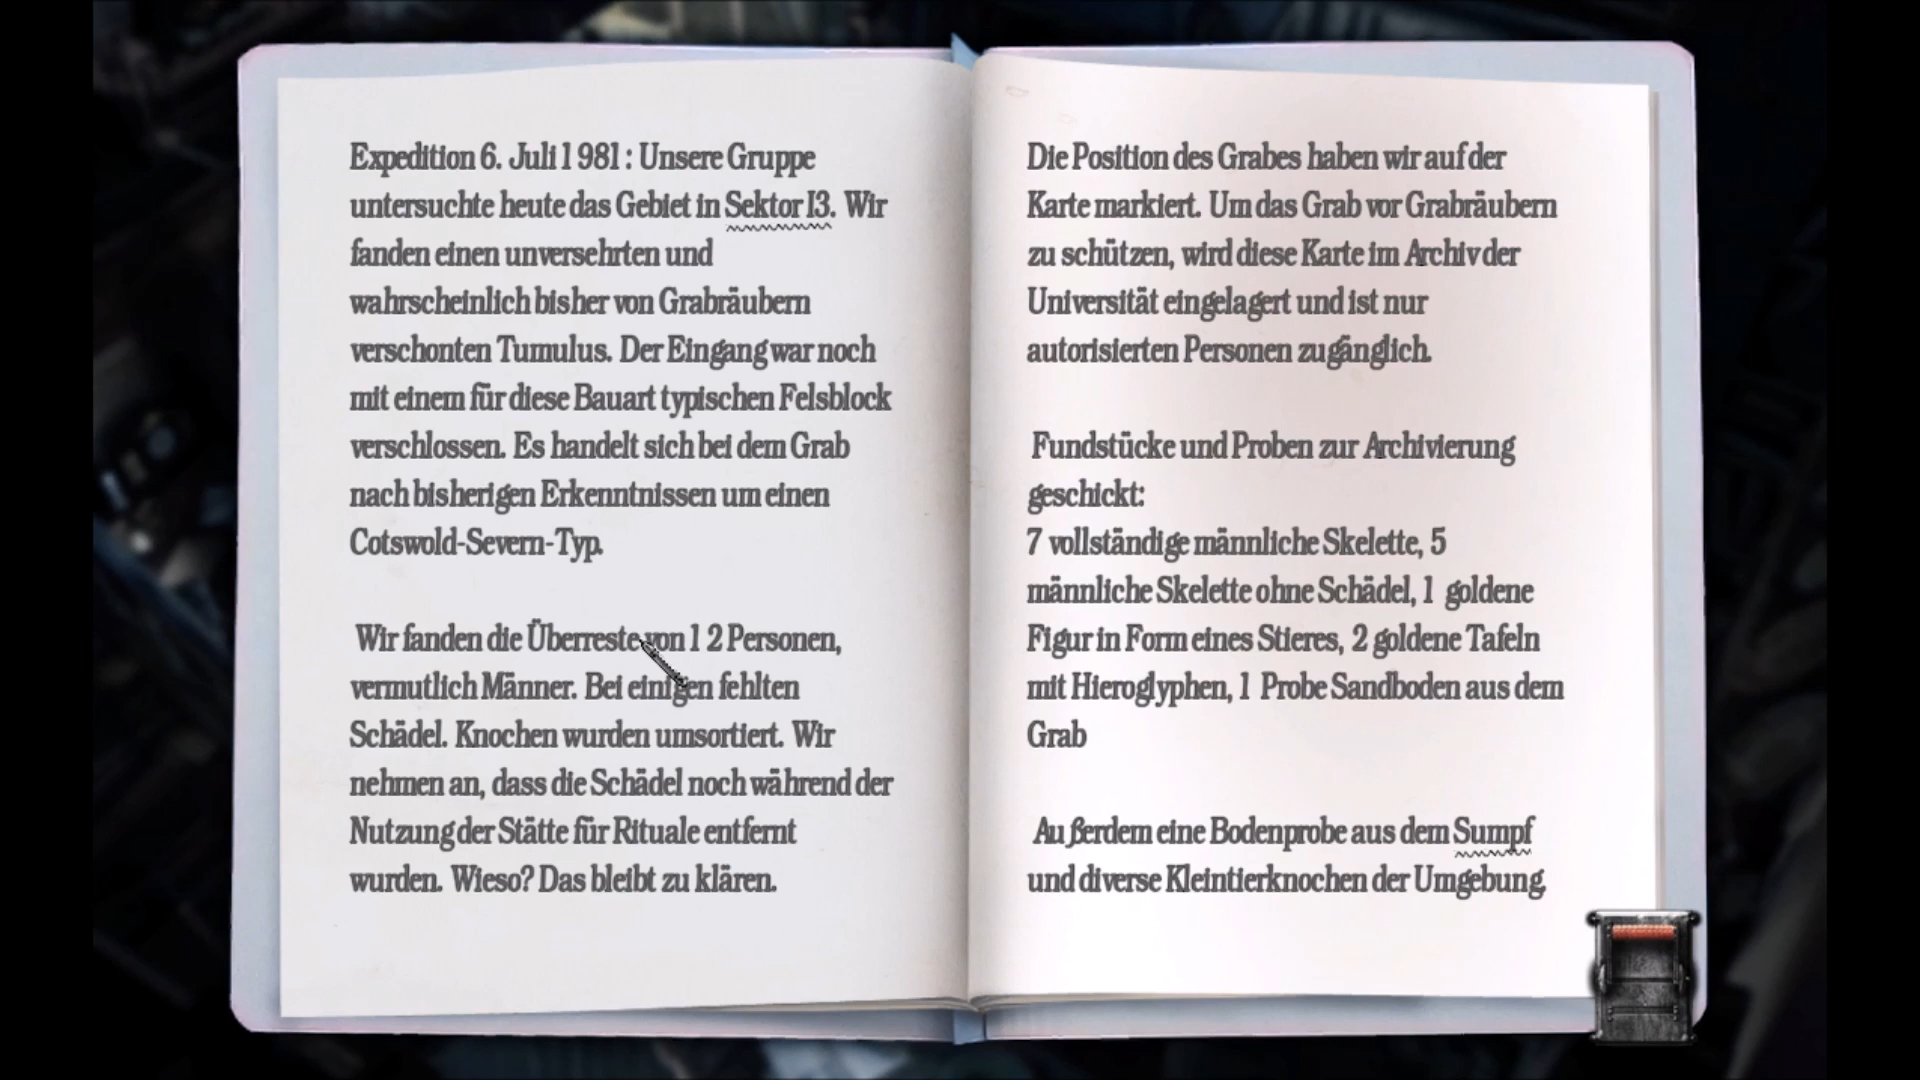 Expedition 6. Juli 1981: Unsere Gruppe
untersuchte heute das Gebiet in Sektor I3. Wir
fanden einen unversehrten und
wahrscheinlich bisher von Grabräubern
verschonten Tumulus. Der Eingang war noch
mit einem für diese Bauart typischen Felsblock
verschlossen. Es handelt sich bei dem Grab
nach bisherigen Erkenntnissen um einen
Cotswold-Severn-Typ.
Wir fanden die Überreste von 12 Personen,
vermutlich Männer. Bei einigen fehlten
Schädel. Knochen wurden umsortiert. Wir
nehmen an, dass die Schädel noch während der
Nutzung der Stätte für Rituale entfernt
wurden. Wieso? Das bleibt zu klären.
Die Position des Grabes haben wir auf der
Karte markiert. Um das Grab vor Grabräubern
zu schützen, wird diese Karte im Archiv der
Universität eingelagert und ist nur
autorisierten Personen zugänglich.
Fundstücke und Proben zur Archivierung
geschickt:
7 vollständige männliche Skelette, 5
männliche Skelette ohne Schädel, 1 goldene
Figur in Form eines Stieres, 2 goldene Tafeln
mit Hieroglyphen, 1 Probe Sandboden aus dem
Grab
Außerdem eine Bodenprobe aus dem Sumpf
und diverse Kleintierknochen der Umgebung.